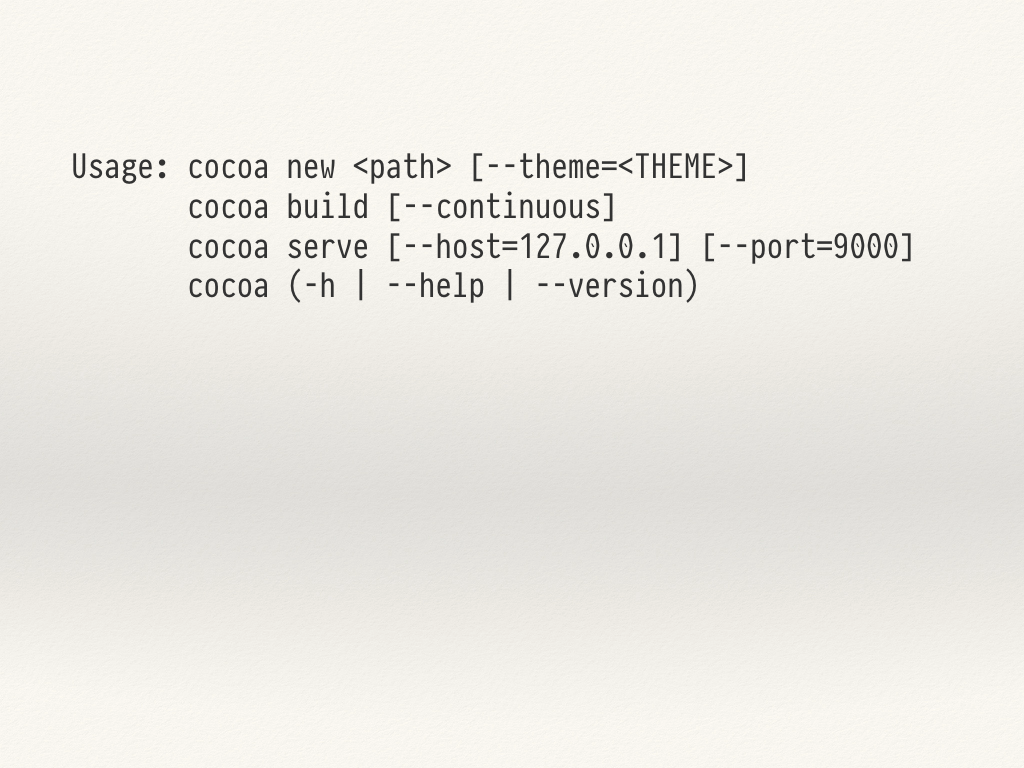 Usage: cocoa new <path> [--theme=<THEME>]
       cocoa build [--continuous]
       cocoa serve [--host=127.0.0.1] [--port=9000]
       cocoa (-h | --help | --version)